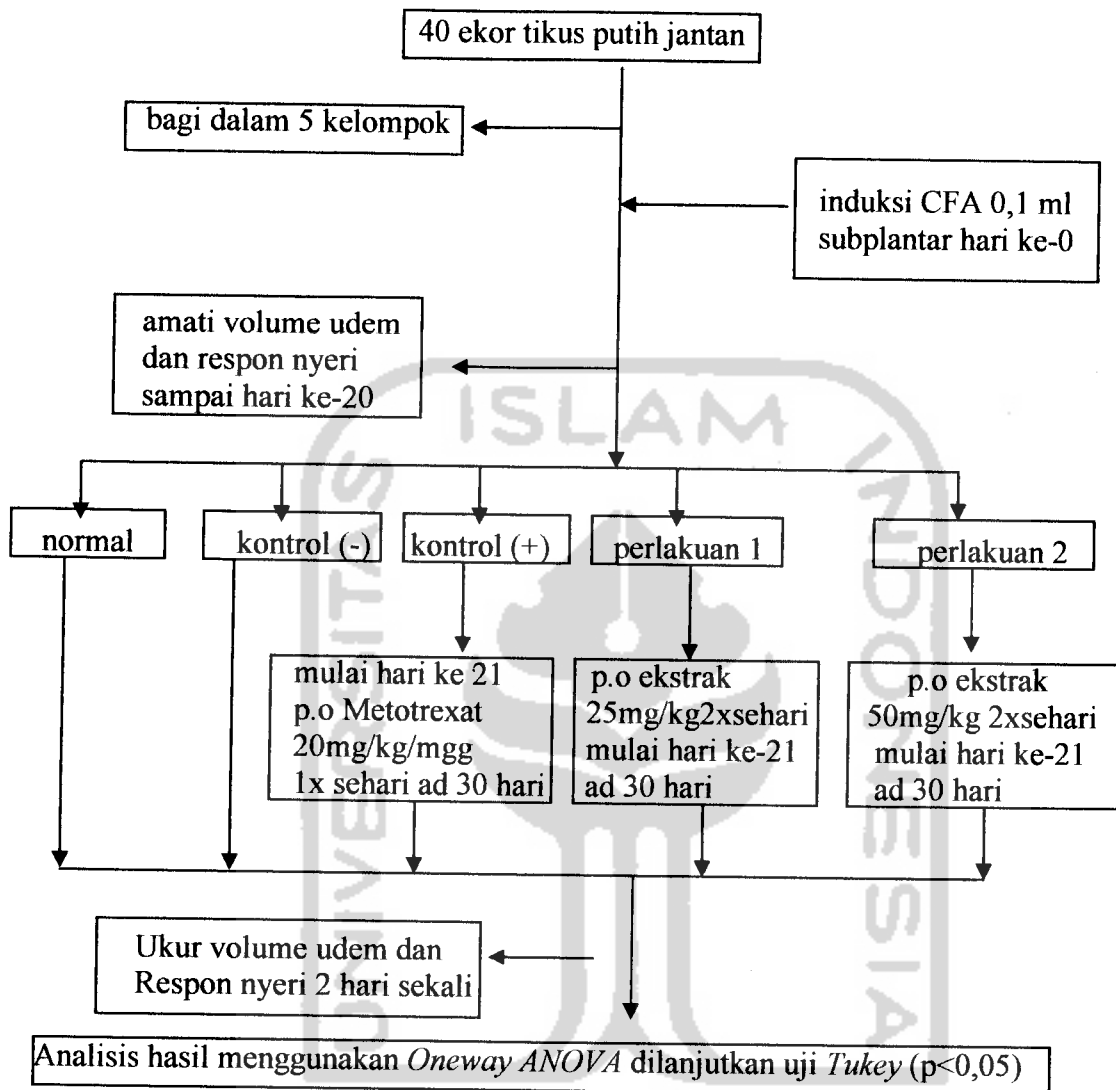 40 ekor tikus putih jantan
bagi dalam 5 kelompok
induksi CFA 0,1 ml
subplantar hari ke-0
amati volume udem
dan respon nyeri
sampai hari ke-20
normal
kontrol (-)
kontrol (+)
perlakuan 1
perlakuan 2
mulai hari ke 21
p.o Metotrexat
20mg/kg/mgg
1x sehari ad 30 hari
p.o ekstrak
25mg/kg2xsehari
mulai hari ke-21
ad 30 hari
p.o ekstrak
50mg/kg 2xsehari
mulai hari ke-21
ad 30 hari
Ukur volume udem dan
Respon nyeri 2 hari sekali
Analisis hasil menggunakan Oneway ANOVA dilanjutkan uji Tukey (p<0,05)
UNIVERSITAS
ISLAM
INDONESIA